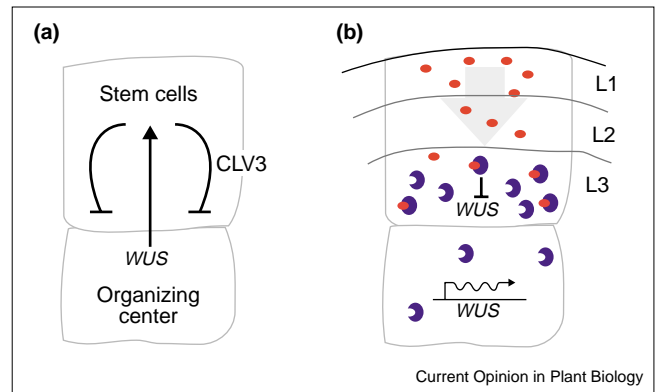 (a)
Stem cells
CLV3
WUS
Organizing
center
(b)
L1
L2
L3
WUS
WUS
Current Opinion in Plant Biology